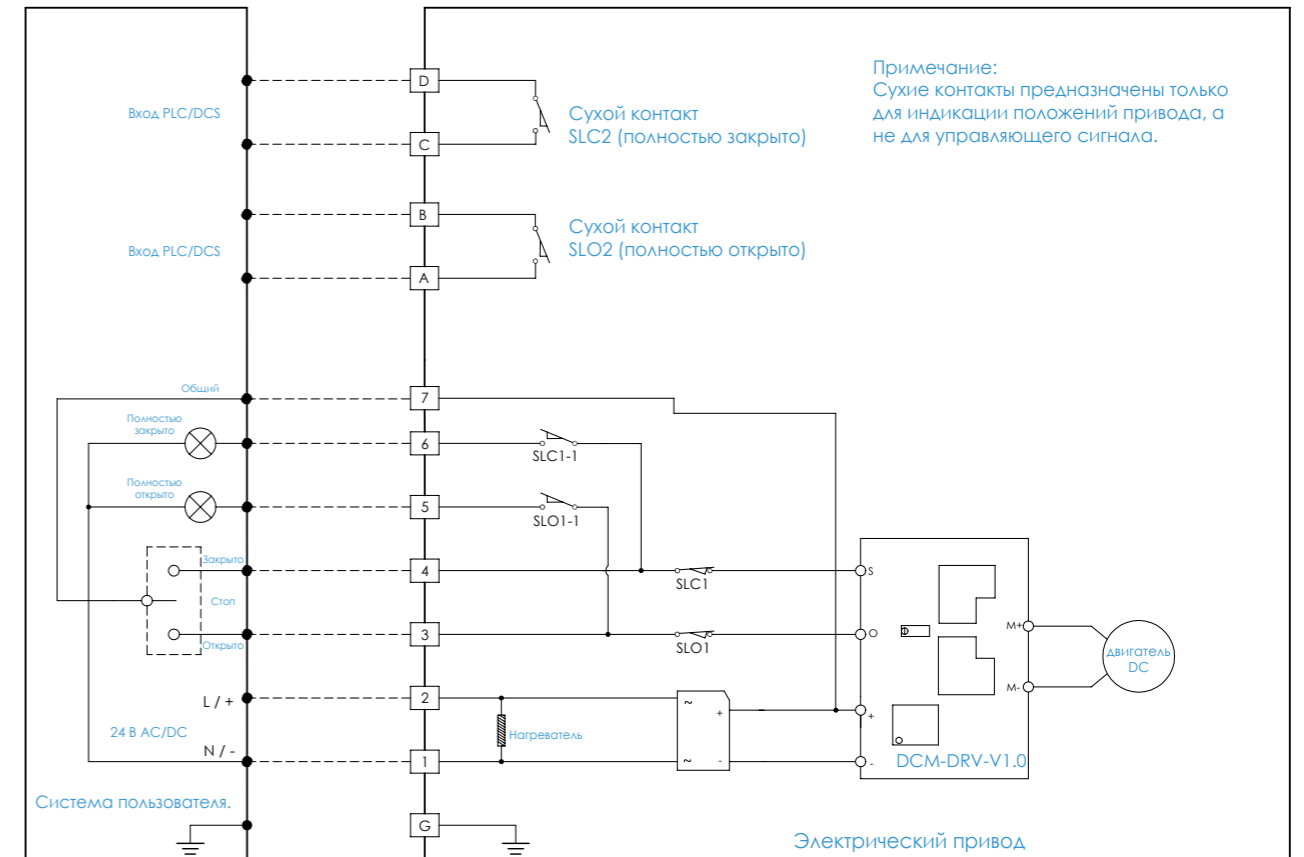 Примечание:
Сухие контакты предназначены только
для индикации положений привода, а
не для управляющего сигнала.
D
Вход PLC/DCS
Сухой контакт
SLC2 (полностью закрыто)
C
B
Сухой контакт
SLO2 (полностью открыто)
Вход PLC/DCS
A
Общий
7
Полностью
закрыто
6
SLC1-1
Полностью
открыто
5
SLO1-1
Закрыто
4
SLC1
S
Стоп
3
SLO1
O
Открыто
M+
двигатель
DC
M-
L / +
2
~
+
+
24 В AC/DC
Нагреватель
N / -
1
~
-
-
DCM-DRV-V1.0
Система пользователя.
G
Электрический привод